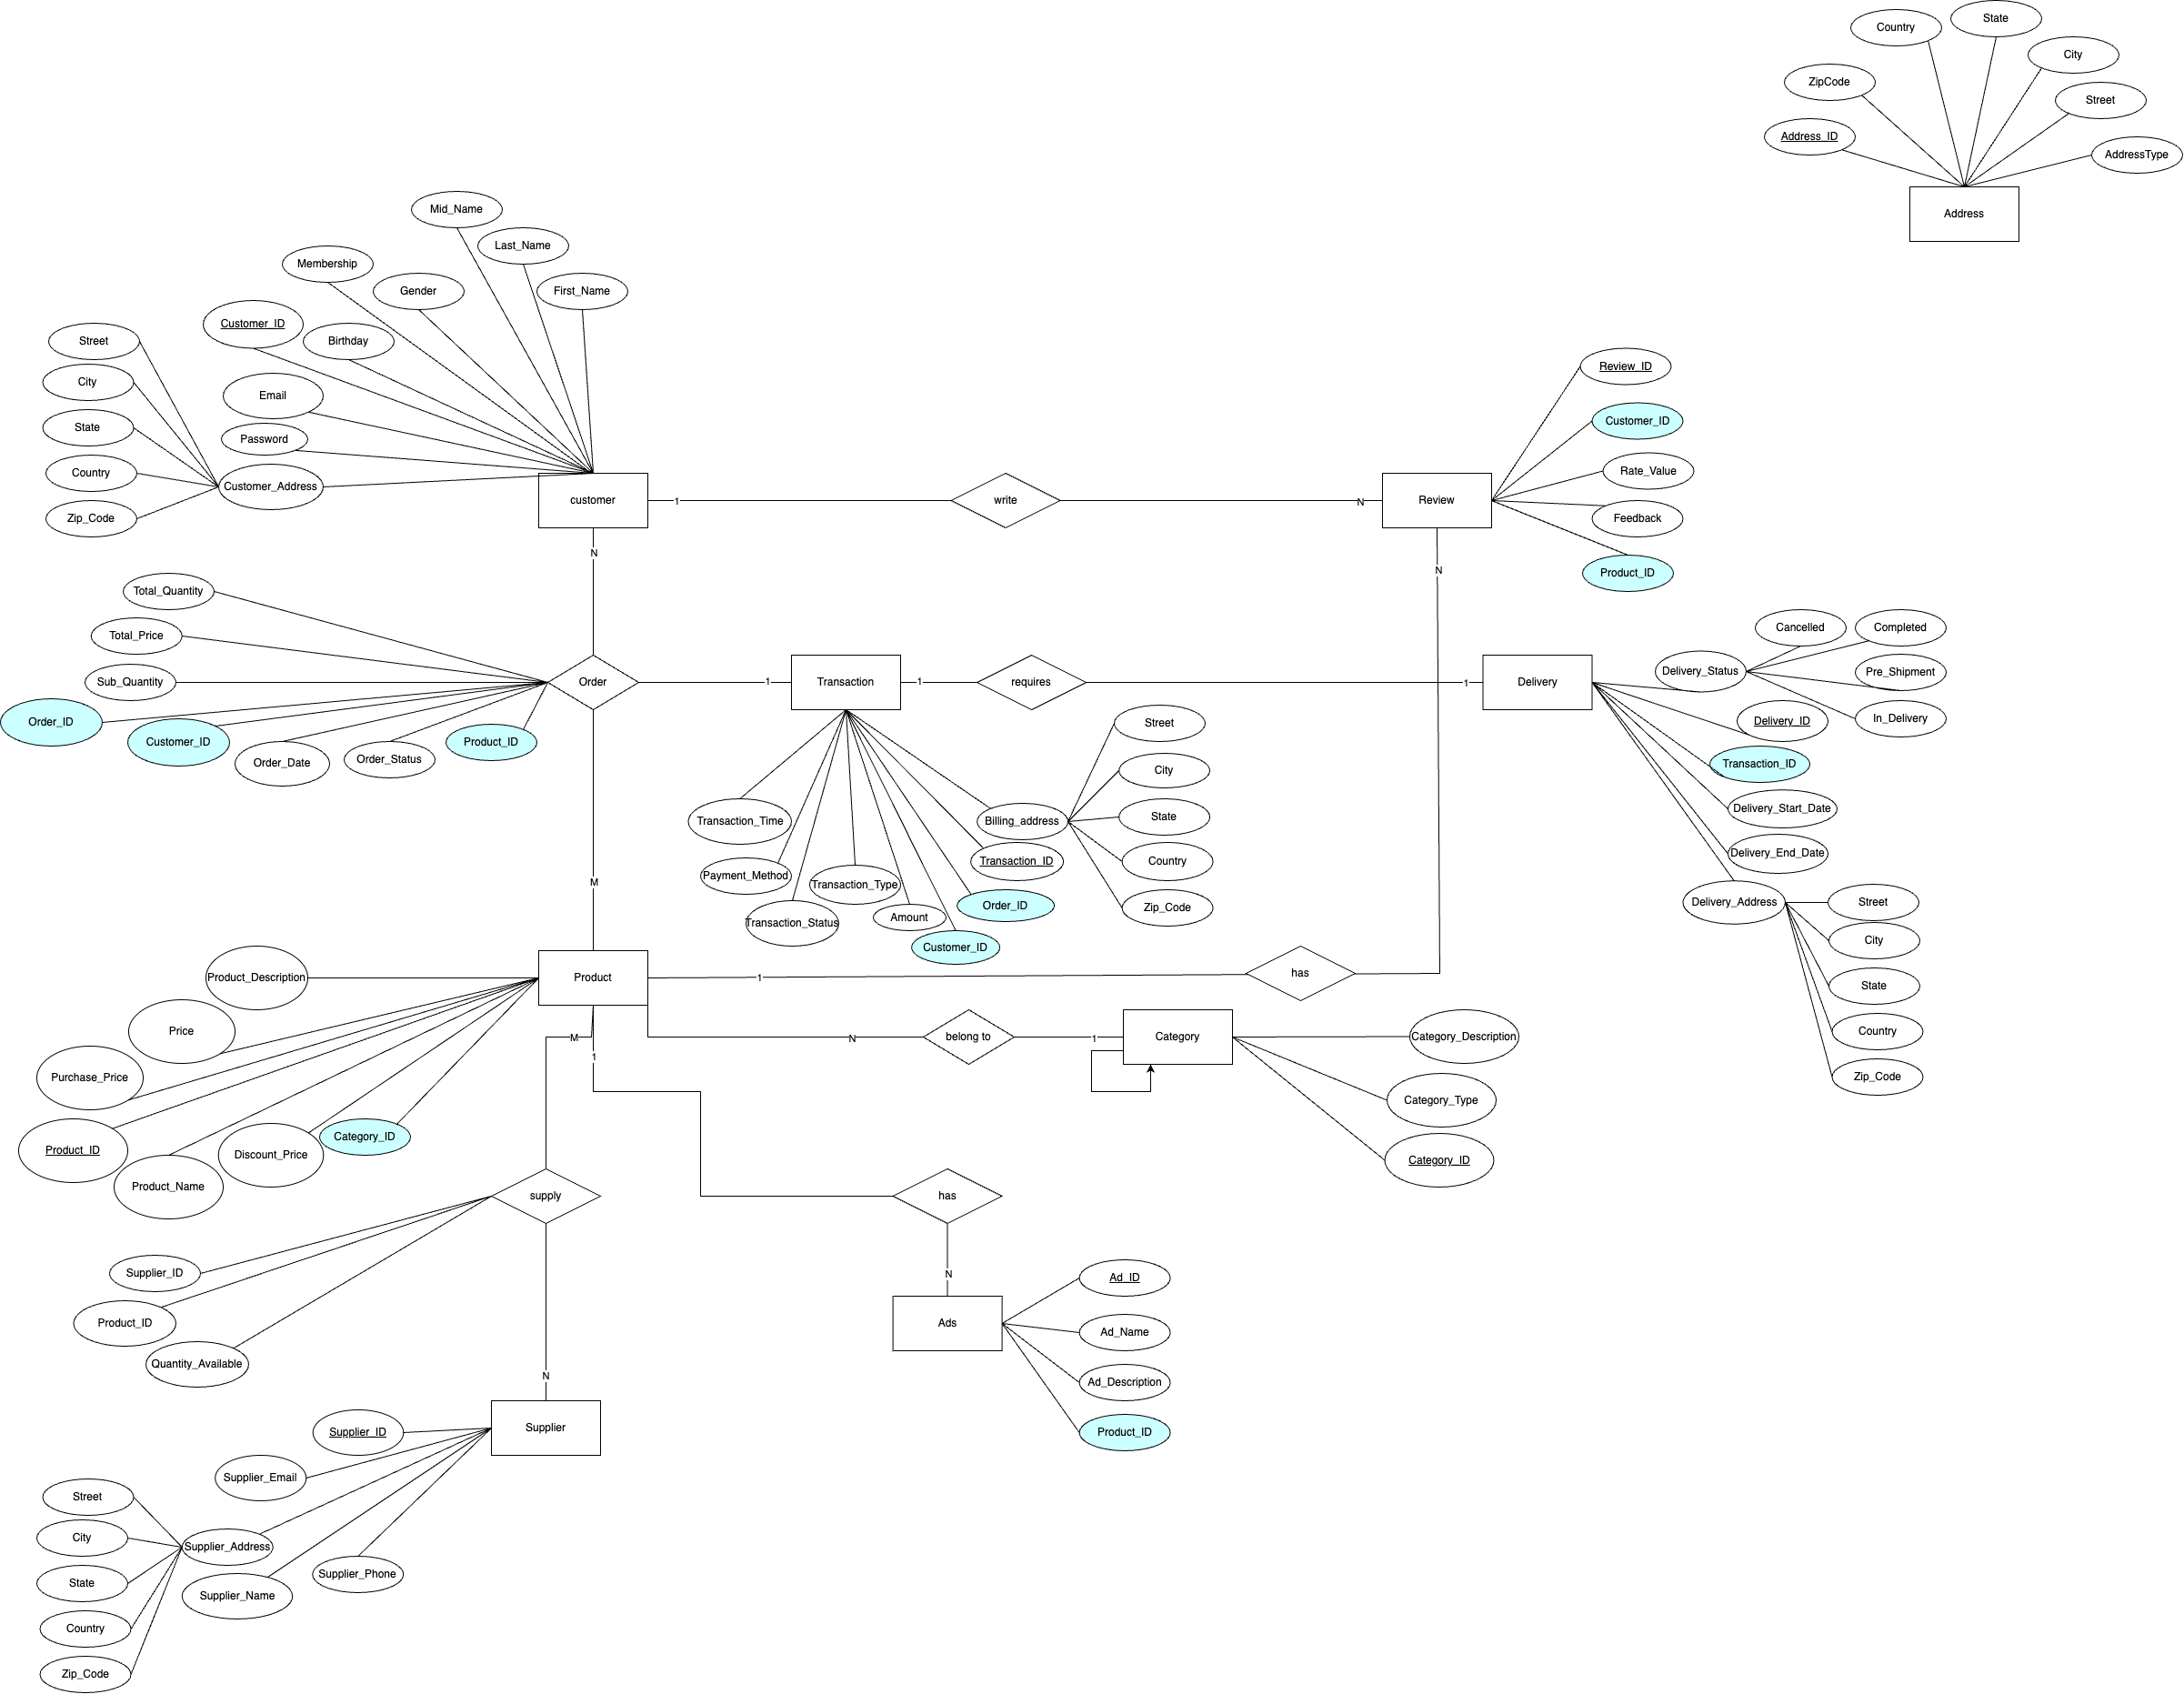 State
Country
City
ZipCode
Street
Address_ID
AddressType
Address
Mid_Name
Last_Name
Membership
Gender
First_Name
Customer_ID
Birthday
Street
City
Email
State
Password
Country
Customer_Address
Zip_Code
customer
1
write
N
Review
Review_ID
Customer_ID
Rate_Value
Feedback
Product_ID
N
N
Total_Quantity
Total_Price
Sub_Quantity
Order_ID
Customer_ID
Order_Date
Order_Status
Product_ID
Order
1
Transaction
1
requires
1
Delivery
Cancelled
Completed
Delivery_Status
Pre_Shipment
In_Delivery
Delivery_ID
Transaction_ID
Delivery_Start_Date
Delivery_End_Date
Delivery_Address
Street
City
State
Country
Zip_Code
Street
City
State
Country
Zip_Code
Billing_address
Transaction_Time
Transaction_ID
Payment_Method
Transaction_Type
Order_ID
Transaction_Status
Amount
Customer_ID
M
Product_Description
Product
1
has
Price
Purchase_Price
Product_ID
Product_Name
Discount_Price
Category_ID
M
1
N
belong to
1
Category
Category_Description
Category_Type
Category_ID
supply
has
Supplier_ID
Product_ID
Quantity_Available
N
N
Ads
Ad_ID
Ad_Name
Ad_Description
Product_ID
Supplier
Supplier_ID
Supplier_Email
Street
City
Supplier_Address
State
Supplier_Name
Supplier_Phone
Country
Zip_Code